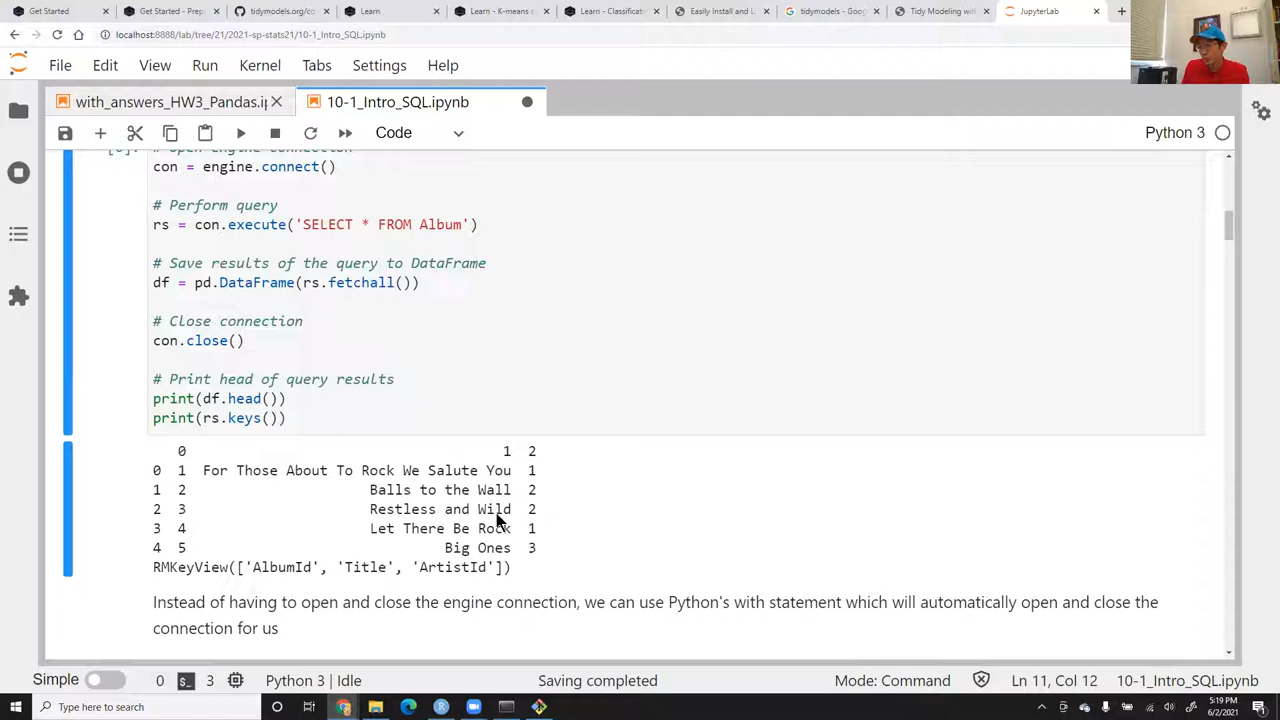 Get Started
Get Started - Prepa
tidymodels.org/co
Learn
Learn - K-means c
Learn - Classificat
Easily Install and L
tidymodels - Goog
Tidy Modeling with
JupyterLab
localhost:8888/lab/tree/21/2021-sp-stats21/10-1_Intro_SQL.ipynb
File Edit View Run Kernel Tabs Settings Help
with_answers_HW3_Pandas.ip
10-1_Intro_SQL.ipynb
Code
Python 3
# Open engine connection
con = engine.connect()
# Perform query
rs = con.execute('SELECT * FROM Album')
# Save results of the query to DataFrame
df = pd.DataFrame(rs.fetchall())
# Close connection
con.close()
# Print head of query results
print(df.head())
print(rs.keys())
0 1 2
0 1 For Those About To Rock We Salute You 1
1 2 Balls to the Wall 2
2 3 Restless and Wild 2
3 4 Let There Be Rock 1
4 5 Big Ones 3
RMKeyView(['AlbumId', 'Title', 'ArtistId'])
Instead of having to open and close the engine connection, we can use Python's with statement which will automatically open and close the
connection for us
Simple 0 3 Python 3 | Idle Saving completed Mode: Command Ln 11, Col 12 10-1_Intro_SQL.ipynb
Type here to search
5:19 PM
6/2/2021